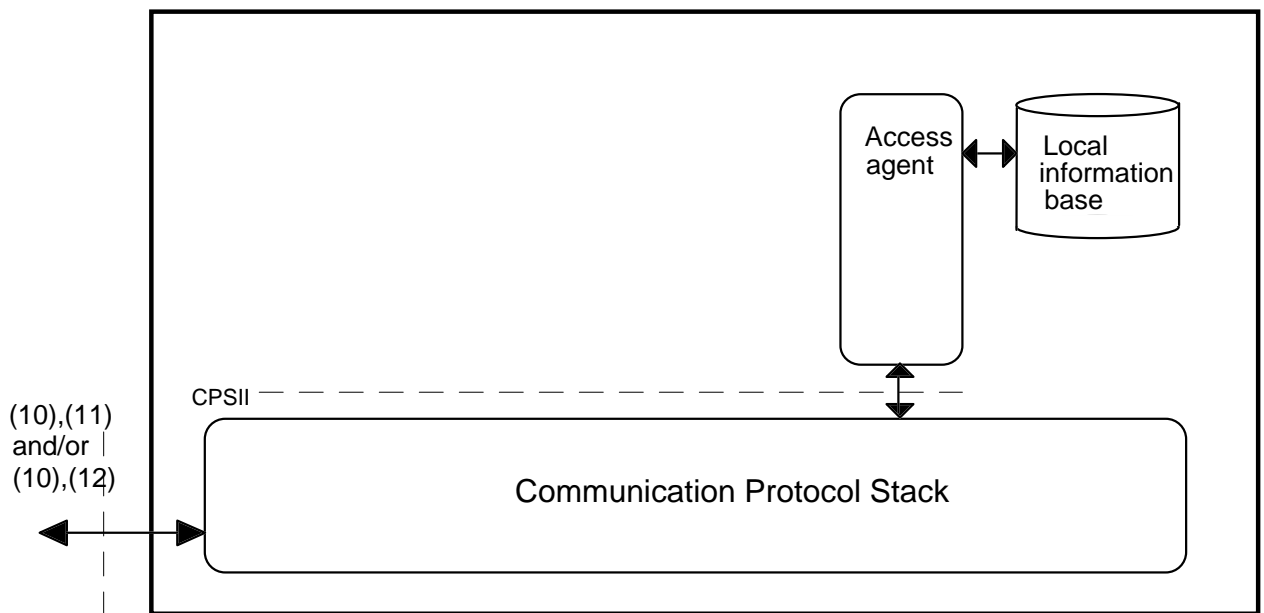 Access
agent
Local
information
base
CPSII
(10),(11)
and/or
(10),(12)
Communication Protocol Stack